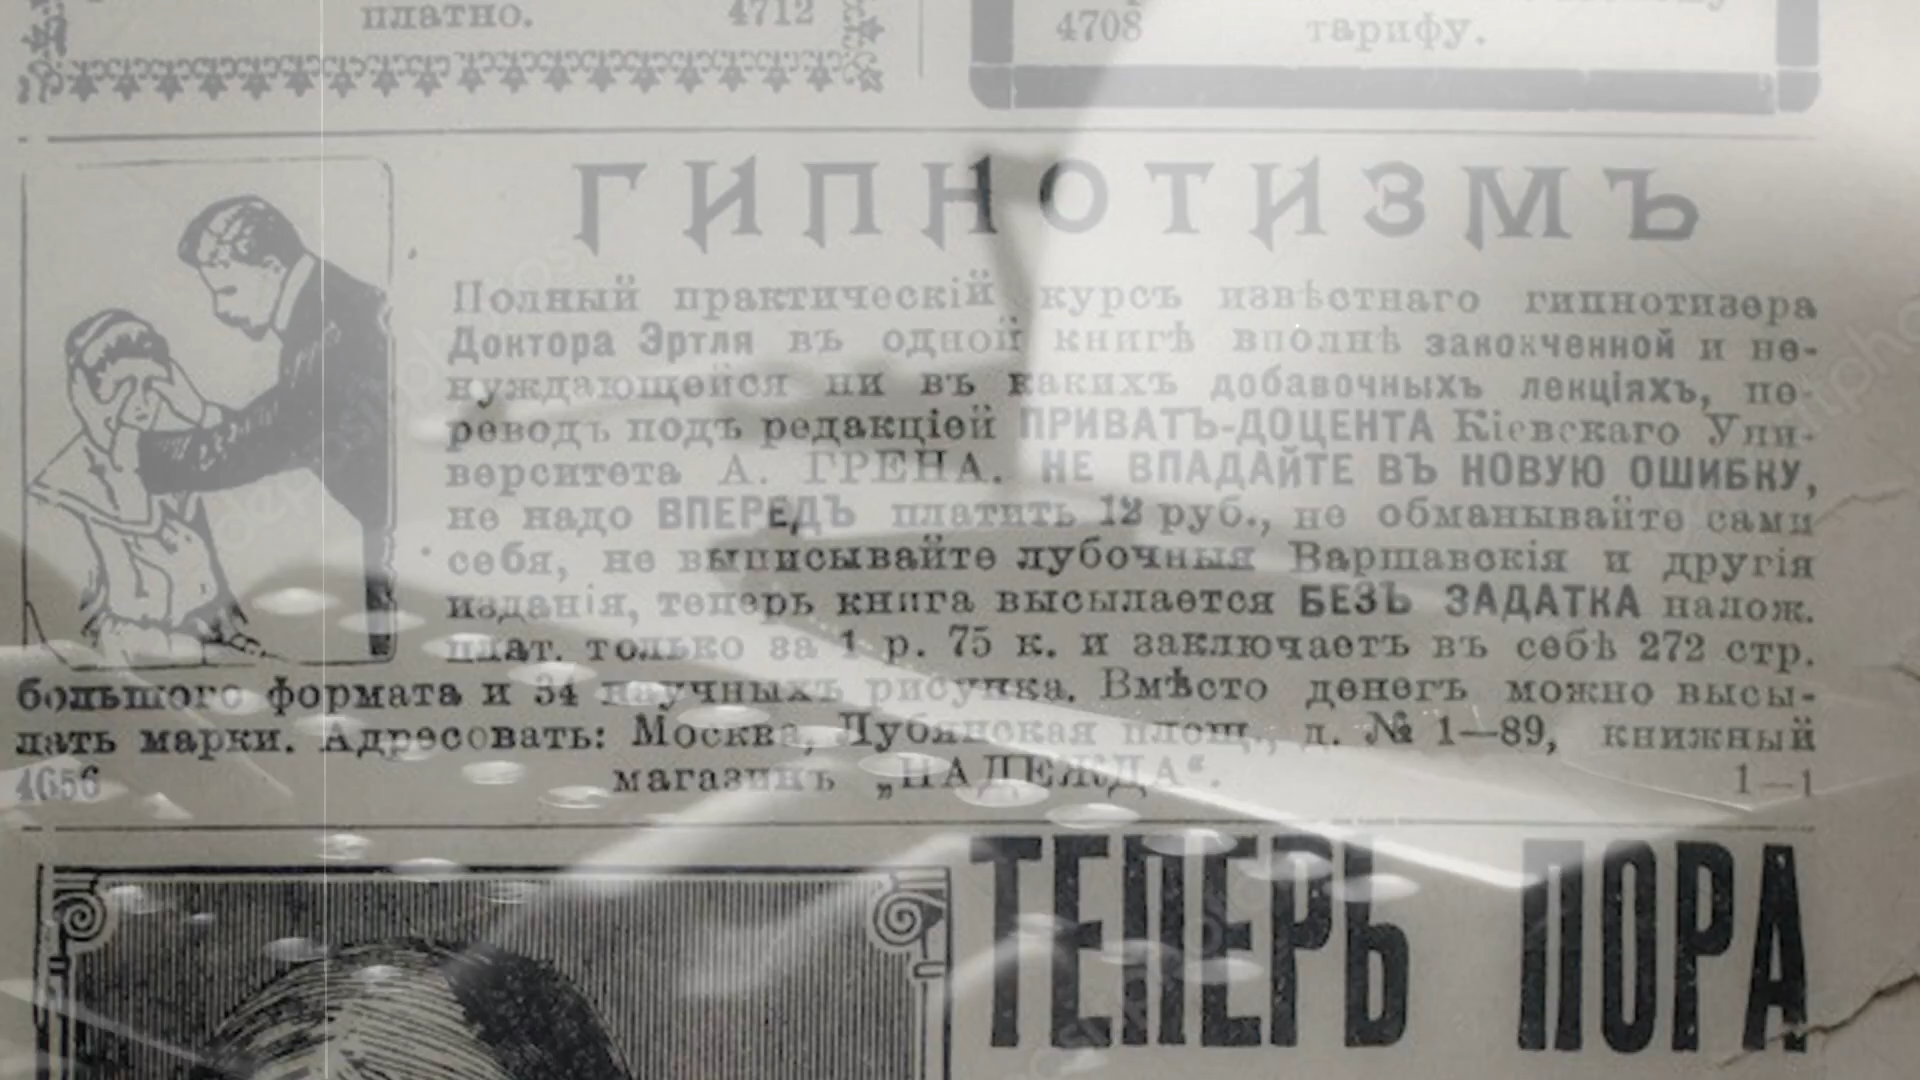 платно. 4712
4708 тарифу.
ГИПНОТИЗМЪ
Полный практическій курсъ извѣстнаго гипнотизера
Доктора Эртля въ одной книгѣ вполнѣ законченной и не-
нуждающейся ни въ какихъ добавочныхъ лекціяхъ, пе-
реводъ подъ редакціей ПРИВАТЪ-ДОЦЕНТА Кіевскаго Уни-
верситета А. ГРЕНА. НЕ ВПАДАЙТЕ ВЪ НОВУЮ ОШИБКУ,
не надо ВПЕРЕДЪ платить 12 руб., не обманывайте сами
себя, не выписывайте лубочныя Варшавскія и другія
изданія, теперь книга высылается БЕЗЪ ЗАДАТКА налож.
плат. только за 1 р. 75 к. и заключаетъ въ себѣ 272 стр.
большого формата и 34 научныхъ рисунка. Вмѣсто денегъ можно высы-
лать марки. Адресовать: Москва, Лубянская площ., д. № 1—89, книжный
4656 магазинъ „НАДЕЖДА“. 1—1
ТЕПЕРЬ ПОРА